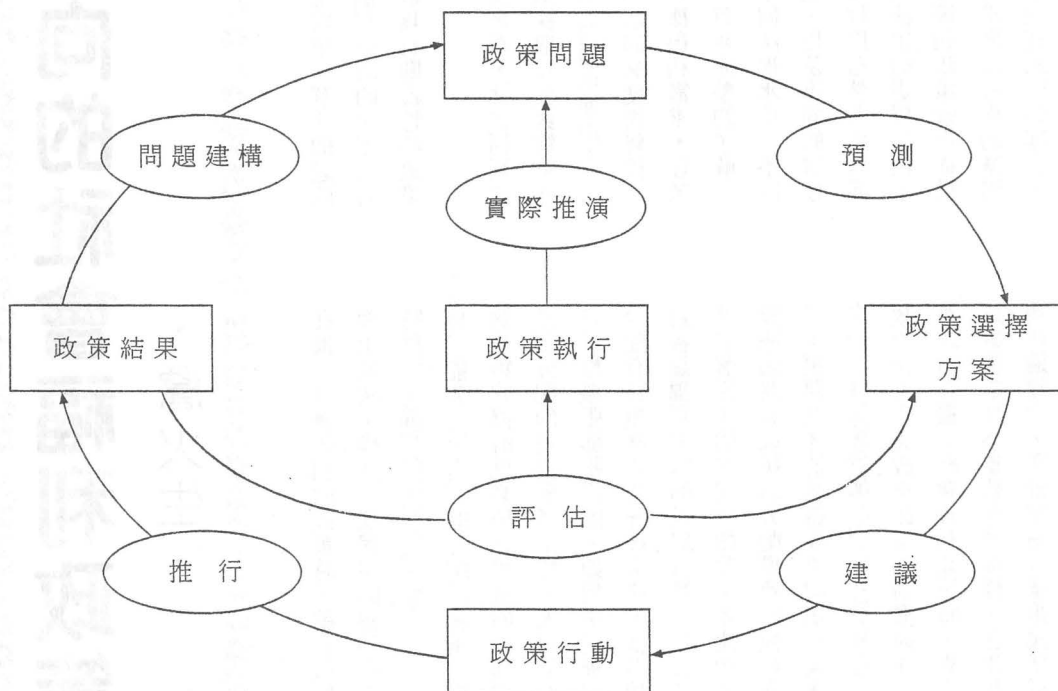 政策問題
問題建構
預測
實際推演
政策結果
政策執行
政策選擇
方案
評估
推行
建議
政策行動